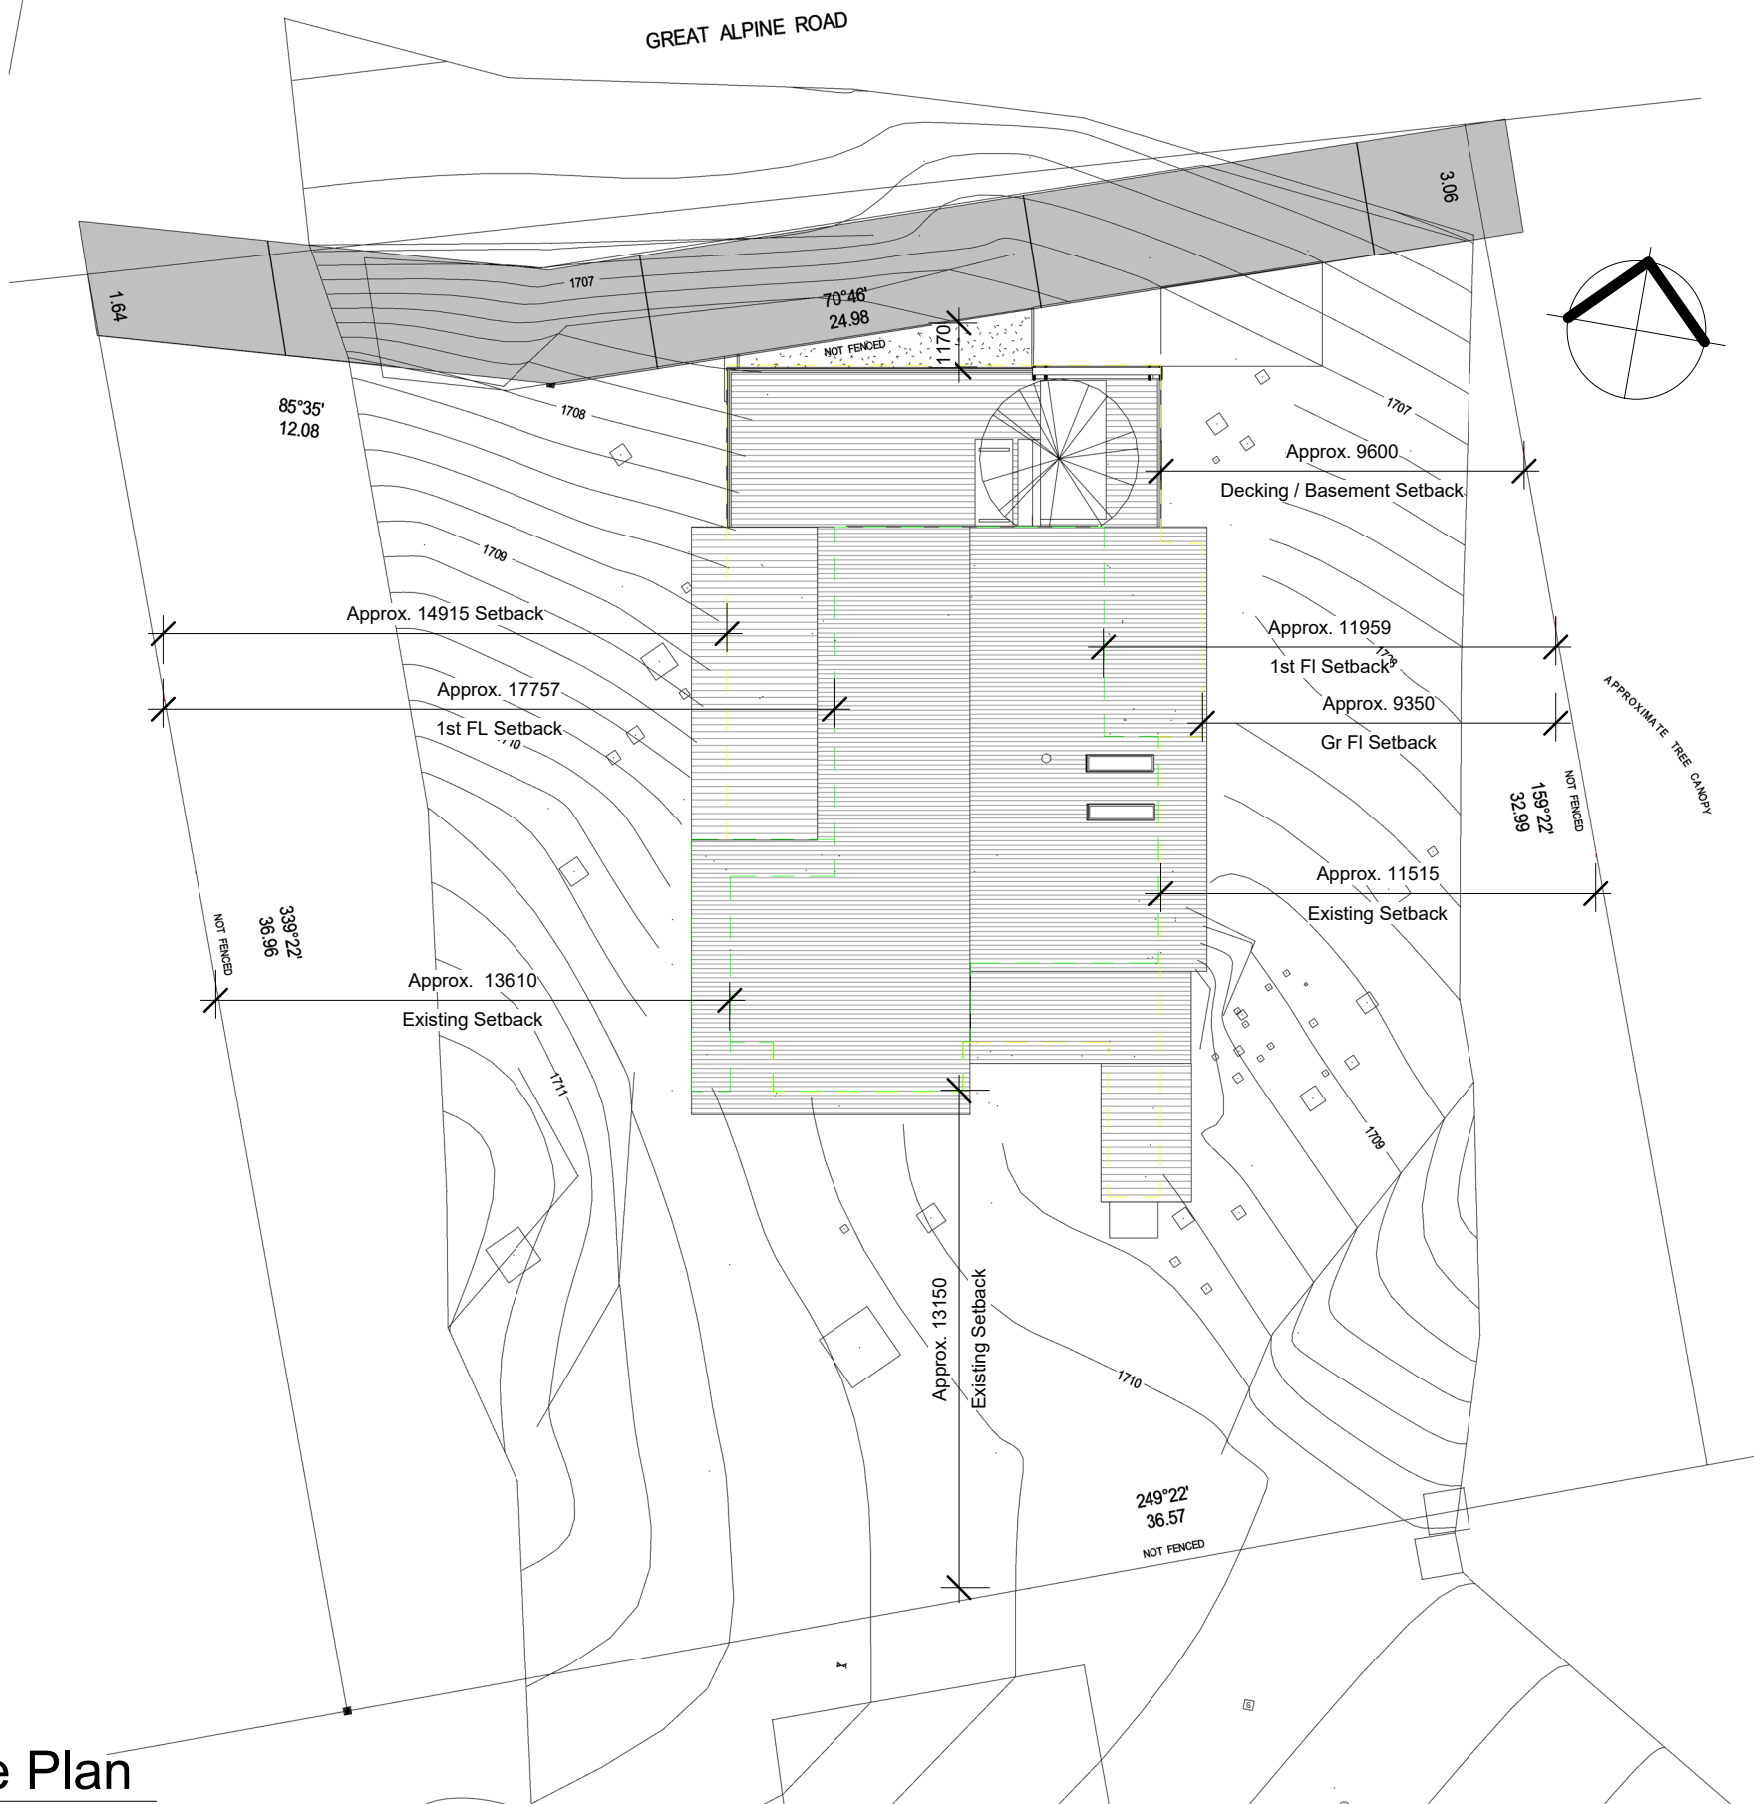 GREAT ALPINE ROAD
3.06
1.64
1707
70°46'
24.98
NOT FENCED
1170
1707
85°35'
12.08
1708
Approx. 9600
Decking / Basement Setback
1709
Approx. 14915 Setback
Approx. 11959
1st Fl Setback
Approx. 17757
1st FL Setback
Approx. 9350
Gr Fl Setback
APPROXIMATE TREE CANOPY
NOT FENCED
159°22'
32.99
Approx. 11515
Existing Setback
NOT FENCED
339°22'
36.96
Approx. 13610
Existing Setback
1711
1709
Approx. 13150
Existing Setback
1710
249°22'
36.57
NOT FENCED
G
e Plan